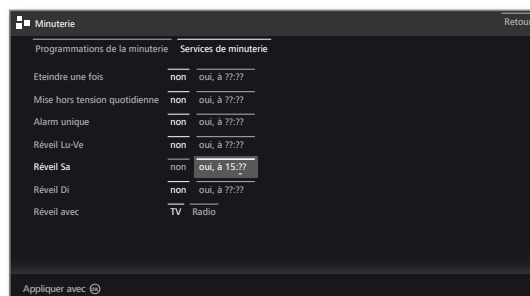 Minuterie Retour
Programmations de la minuterie Services de minuterie
Eteindre une fois non oui, à ??:??
Mise hors tension quotidienne non oui, à ??:??
Alarm unique non oui, à ??:??
Réveil Lu-Ve non oui, à ??:??
Réveil Sa non oui, à 15:??
Réveil Di non oui, à ??:??
Réveil avec TV Radio
Appliquer avec OK